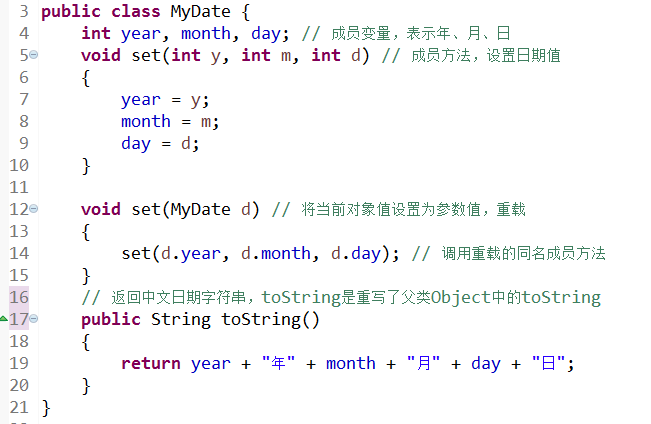 3 public class MyDate {
4     int year, month, day; // 成员变量，表示年、月、日
5     void set(int y, int m, int d) // 成员方法，设置日期值
6     {
7         year = y;
8         month = m;
9         day = d;
10     }
11
12     void set(MyDate d) // 将当前对象值设置为参数值，重载
13     {
14         set(d.year, d.month, d.day); // 调用重载的同名成员方法
15     }
16     // 返回中文日期字符串，toString是重写了父类Object中的toString
17     public String toString()
18     {
19         return year + "年" + month + "月" + day + "日";
20     }
21 }